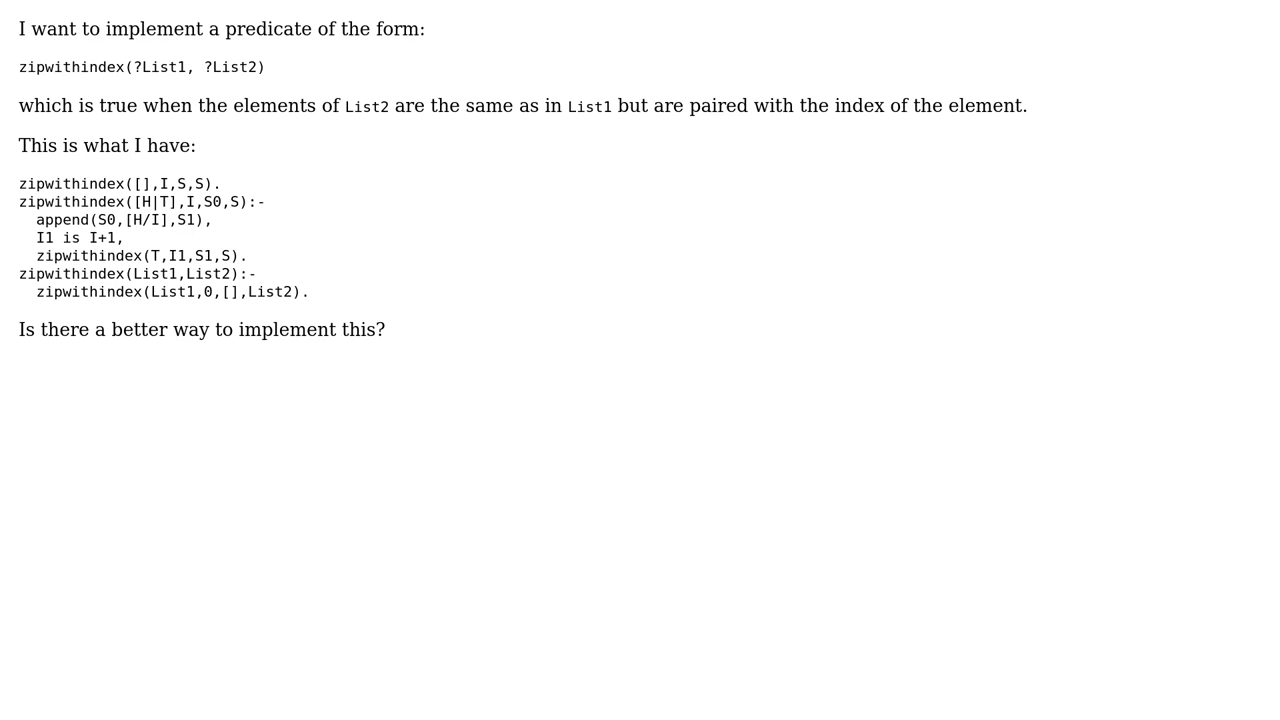 I want to implement a predicate of the form:
zipwithindex(?List1, ?List2)
which is true when the elements of List2 are the same as in List1 but are paired with the index of the element.
This is what I have:
zipwithindex([],I,S,S).
zipwithindex([H|T],I,S0,S):-
  append(S0,[H/I],S1),
  I1 is I+1,
  zipwithindex(T,I1,S1,S).
zipwithindex(List1,List2):-
  zipwithindex(List1,0,[],List2).
Is there a better way to implement this?